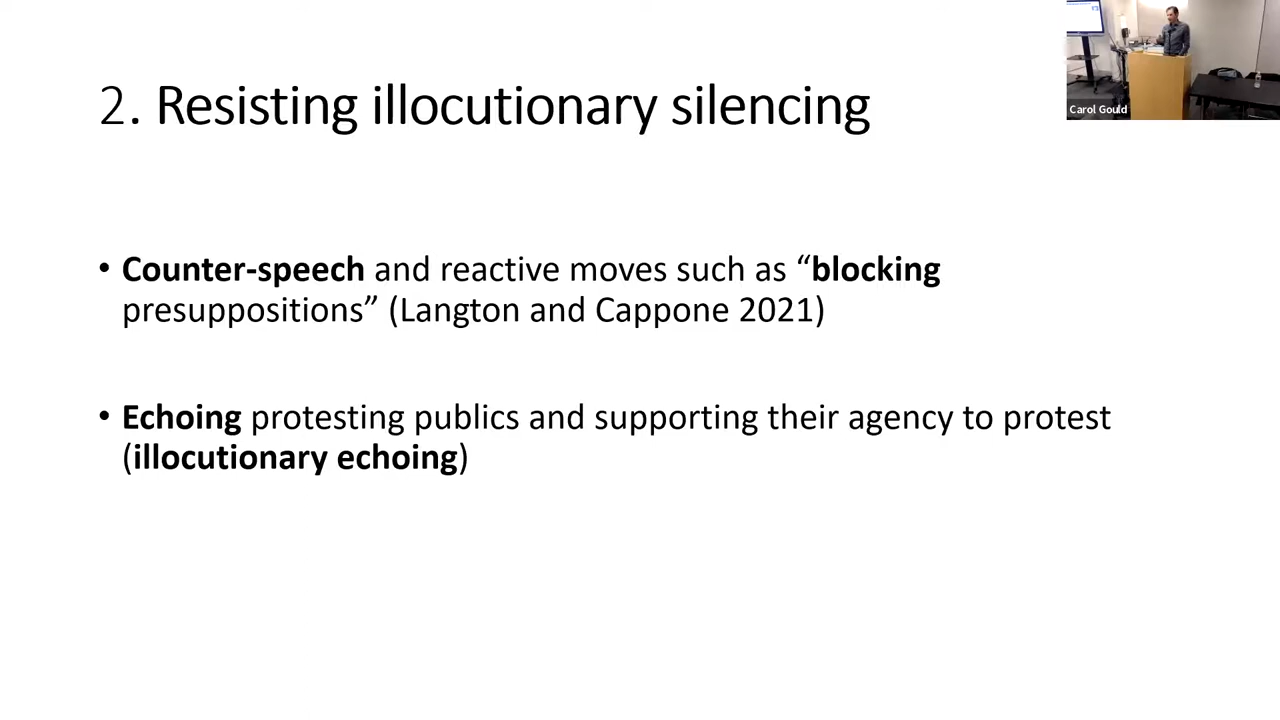 2. Resisting illocutionary silencing
Carol Gould
• Counter-speech and reactive moves such as “blocking
presuppositions” (Langton and Cappone 2021)
• Echoing protesting publics and supporting their agency to protest
(illocutionary echoing)